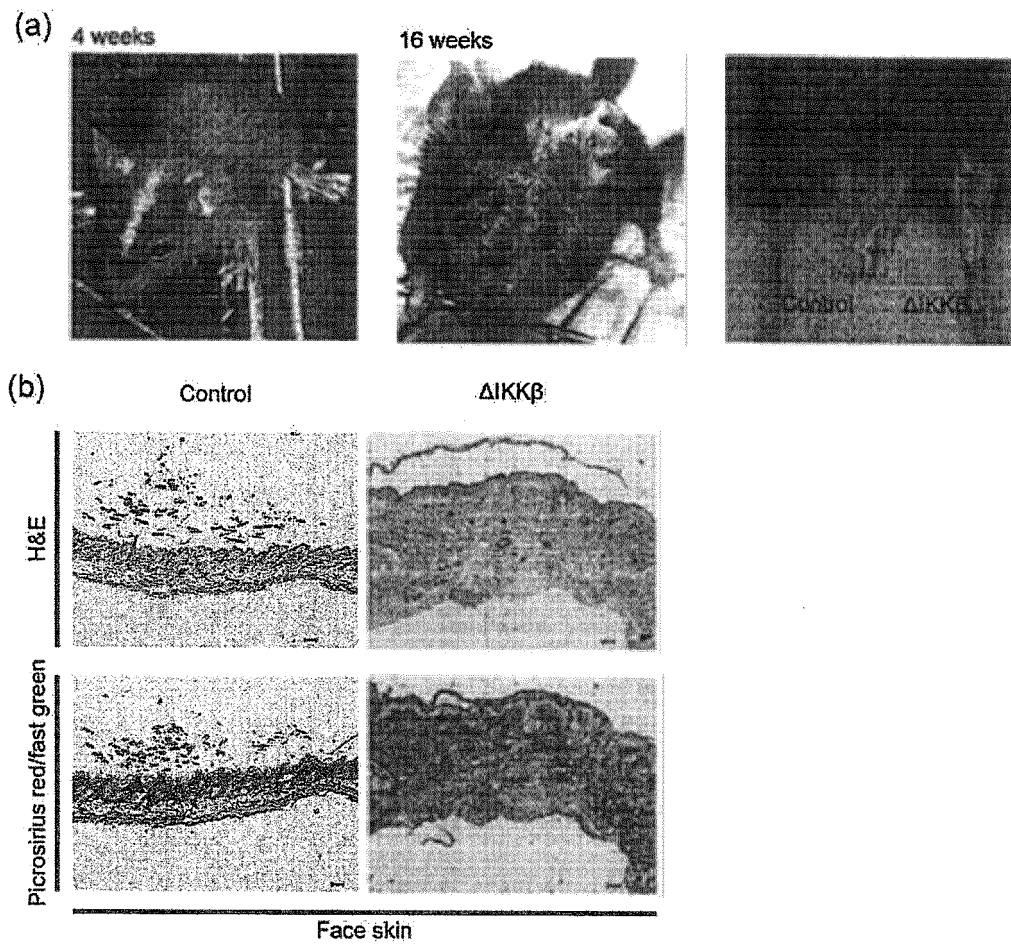 (a)
4 weeks
16 weeks
Control
ΔIKKβ
(b)
Control
ΔIKKβ
H&E
Picrosirius red/fast green
Face skin